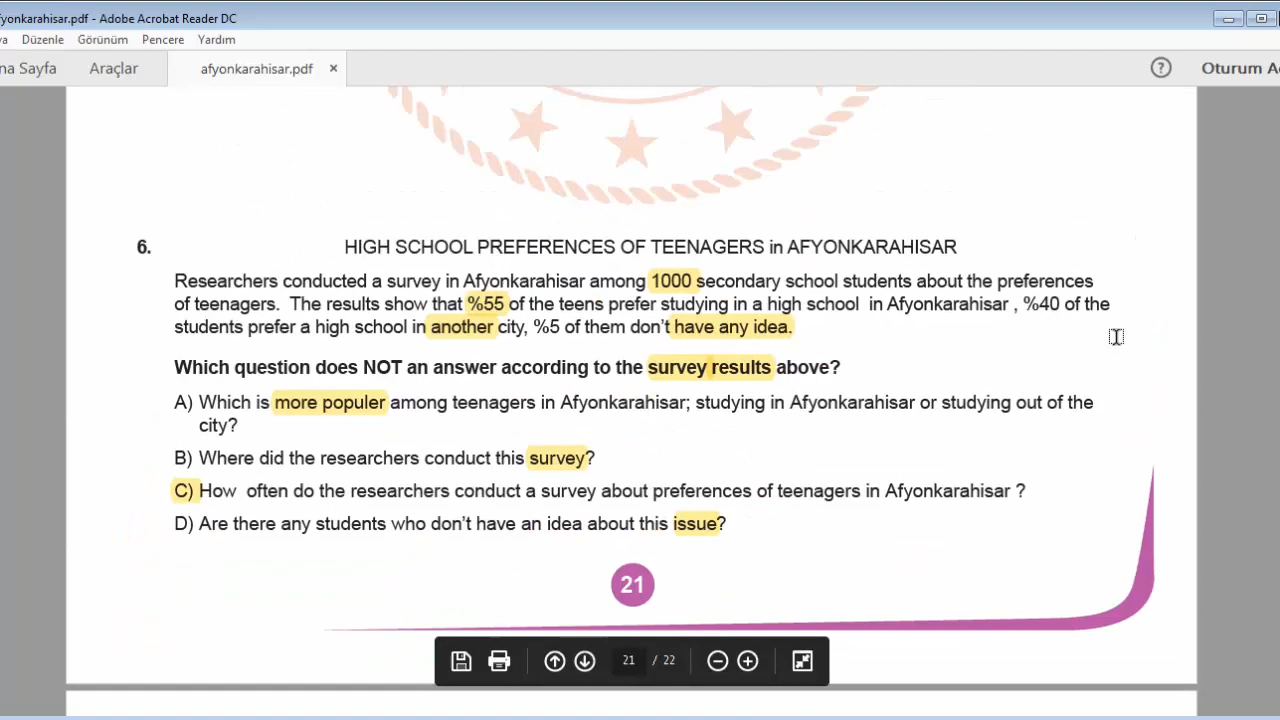 fyonkarahisar.pdf - Adobe Acrobat Reader DC
ya Düzenle Görünüm Pencere Yardım
na Sayfa Araçlar afyonkarahisar.pdf × ? Oturum A
6. HIGH SCHOOL PREFERENCES OF TEENAGERS in AFYONKARAHISAR
Researchers conducted a survey in Afyonkarahisar among 1000 secondary school students about the preferences
of teenagers. The results show that %55 of the teens prefer studying in a high school in Afyonkarahisar , %40 of the
students prefer a high school in another city, %5 of them don't have any idea.
Which question does NOT an answer according to the survey results above?
A) Which is more populer among teenagers in Afyonkarahisar; studying in Afyonkarahisar or studying out of the
city?
B) Where did the researchers conduct this survey?
C) How often do the researchers conduct a survey about preferences of teenagers in Afyonkarahisar ?
D) Are there any students who don't have an idea about this issue?
21
21 / 22